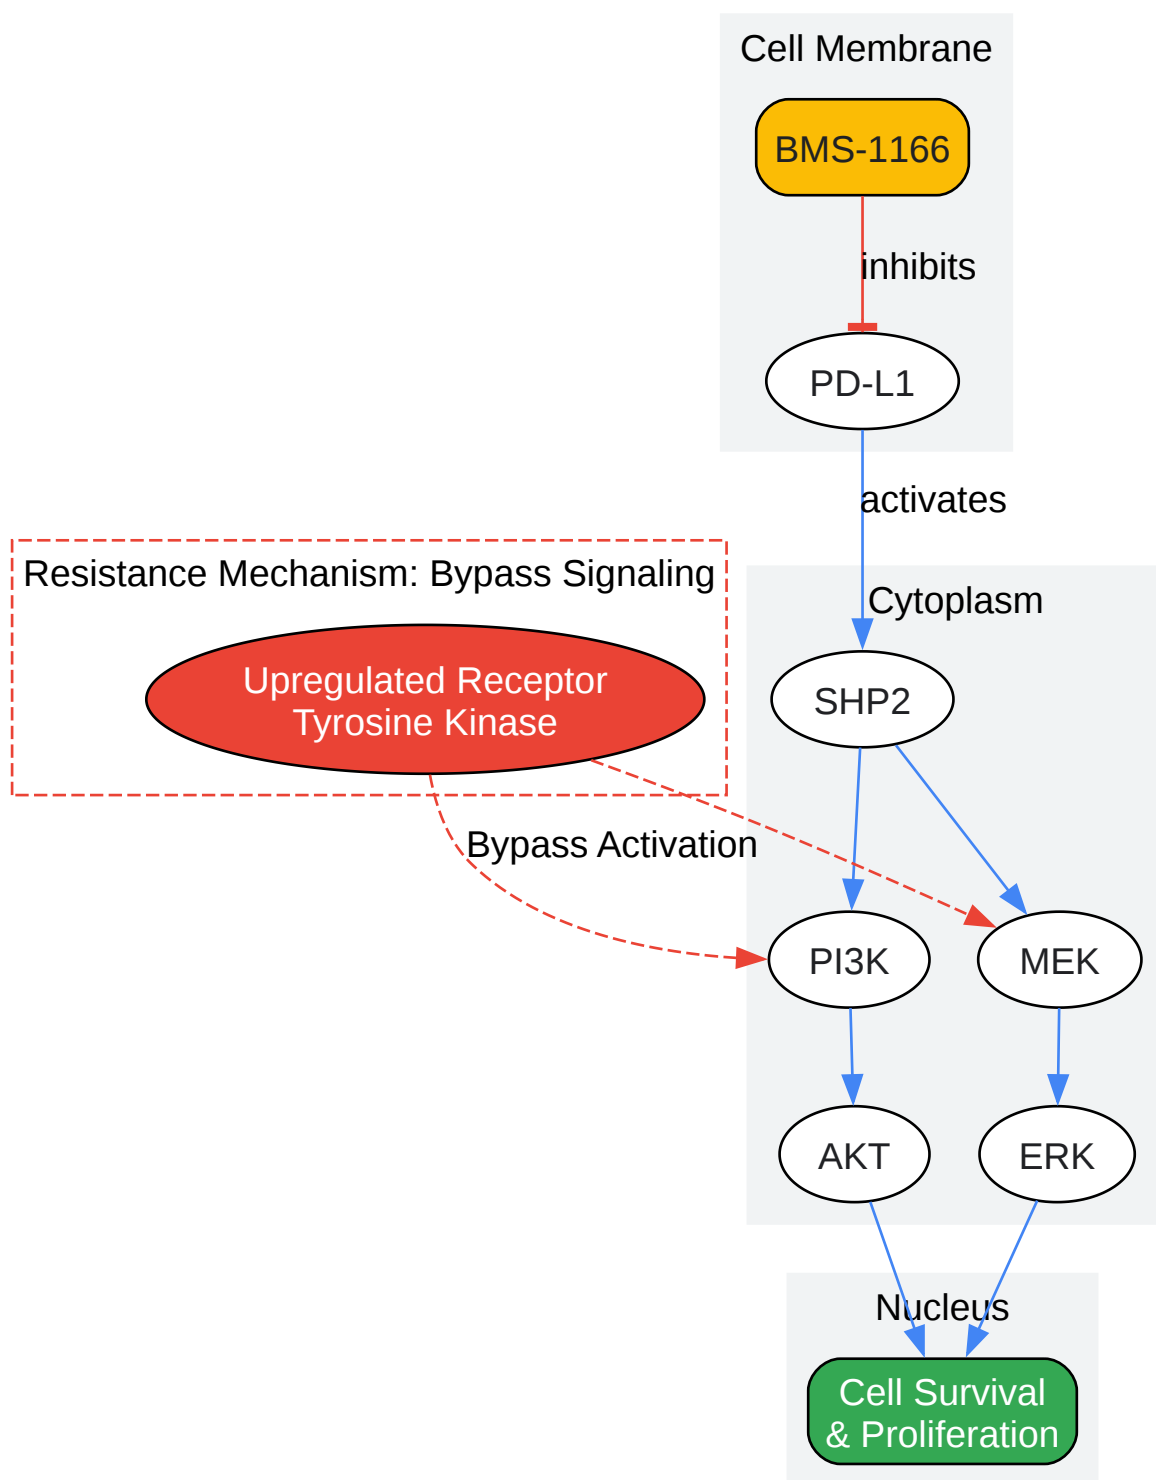 Cell Membrane
BMS-1166
inhibits
PD-L1
activates
Resistance Mechanism: Bypass Signaling
Cytoplasm
Upregulated Receptor
Tyrosine Kinase
SHP2
Bypass Activation
PI3K
MEK
AKT
ERK
Nucleus
Cell Survival
& Proliferation